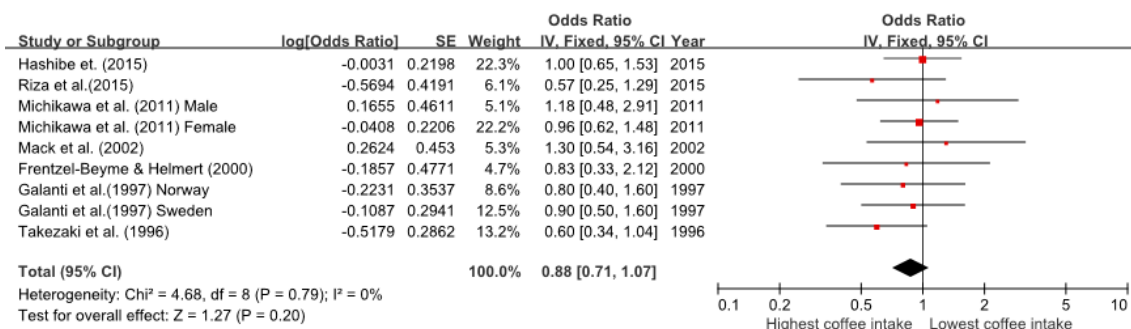 Odds Ratio Odds Ratio
Study or Subgroup log[Odds Ratio] SE Weight IV, Fixed, 95% CI Year IV, Fixed, 95% CI
Hashibe et. (2015) -0.0031 0.2198 22.3% 1.00 [0.65, 1.53] 2015
Riza et al.(2015) -0.5694 0.4191 6.1% 0.57 [0.25, 1.29] 2015
Michikawa et al. (2011) Male 0.1655 0.4611 5.1% 1.18 [0.48, 2.91] 2011
Michikawa et al. (2011) Female -0.0408 0.2206 22.2% 0.96 [0.62, 1.48] 2011
Mack et al. (2002) 0.2624 0.453 5.3% 1.30 [0.54, 3.16] 2002
Frentzel-Beyme & Helmert (2000) -0.1857 0.4771 4.7% 0.83 [0.33, 2.12] 2000
Galanti et al.(1997) Norway -0.2231 0.3537 8.6% 0.80 [0.40, 1.60] 1997
Galanti et al.(1997) Sweden -0.1087 0.2941 12.5% 0.90 [0.50, 1.60] 1997
Takezaki et al. (1996) -0.5179 0.2862 13.2% 0.60 [0.34, 1.04] 1996
Total (95% CI) 100.0% 0.88 [0.71, 1.07]
Heterogeneity: Chi² = 4.68, df = 8 (P = 0.79); I² = 0%
Test for overall effect: Z = 1.27 (P = 0.20)
0.1 0.2 0.5 1 2 5 10
Highest coffee intake Lowest coffee intake